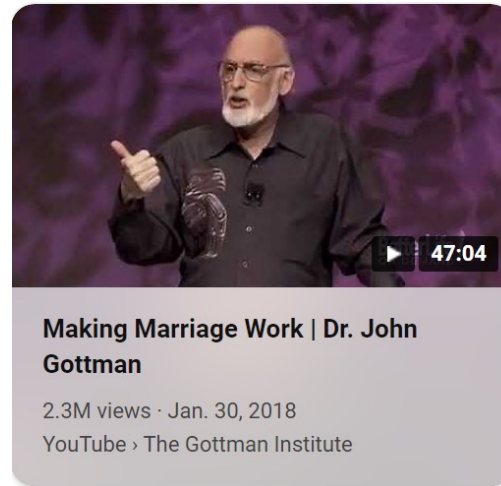 47:04
Making Marriage Work | Dr. John
Gottman
2.3M views · Jan. 30, 2018
YouTube › The Gottman Institute